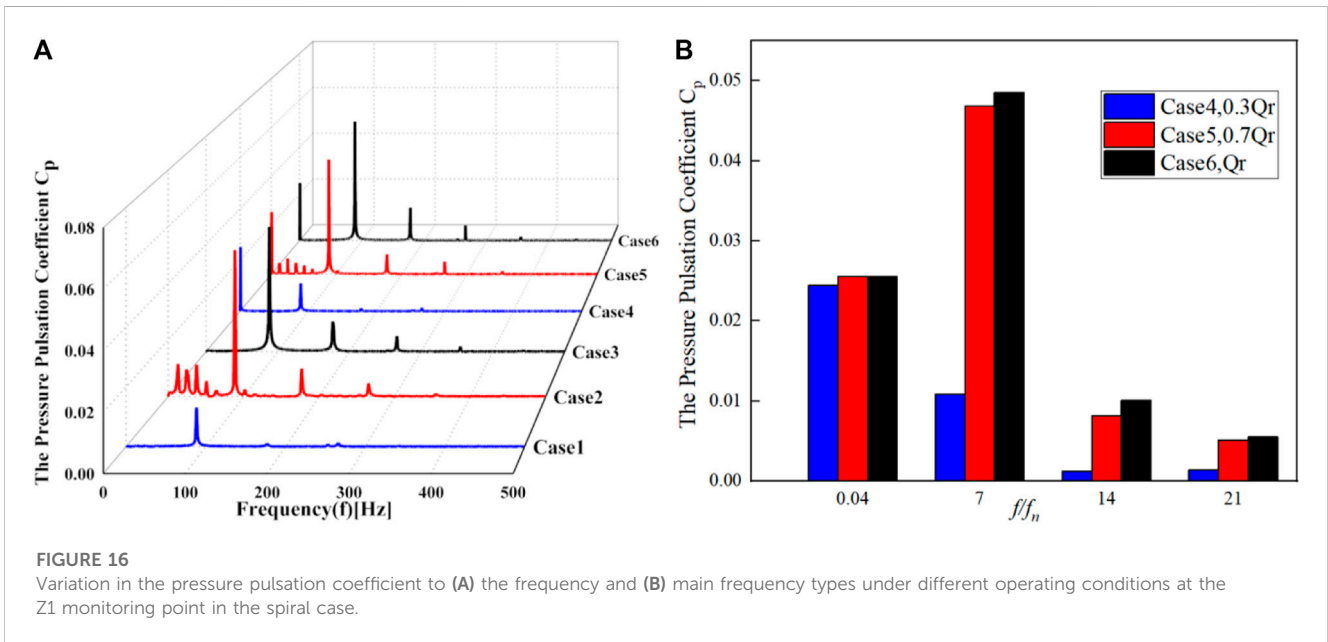 A
The Pressure Pulsation Coefficient Cp
0.08
0.06
0.04
0.02
0.00
0
100
200
300
400
500
Frequency(f)[Hz]
Case6
Case5
Case4
Case3
Case2
Case1
B
The Pressure Pulsation Coefficient Cp
0.05
0.04
0.03
0.02
0.01
0.00
0.04
7
14
21
f/fn
Case4,0.3Qr
Case5,0.7Qr
Case6,Qr
FIGURE 16
Variation in the pressure pulsation coefficient to (A) the frequency and (B) main frequency types under different operating conditions at the
Z1 monitoring point in the spiral case.